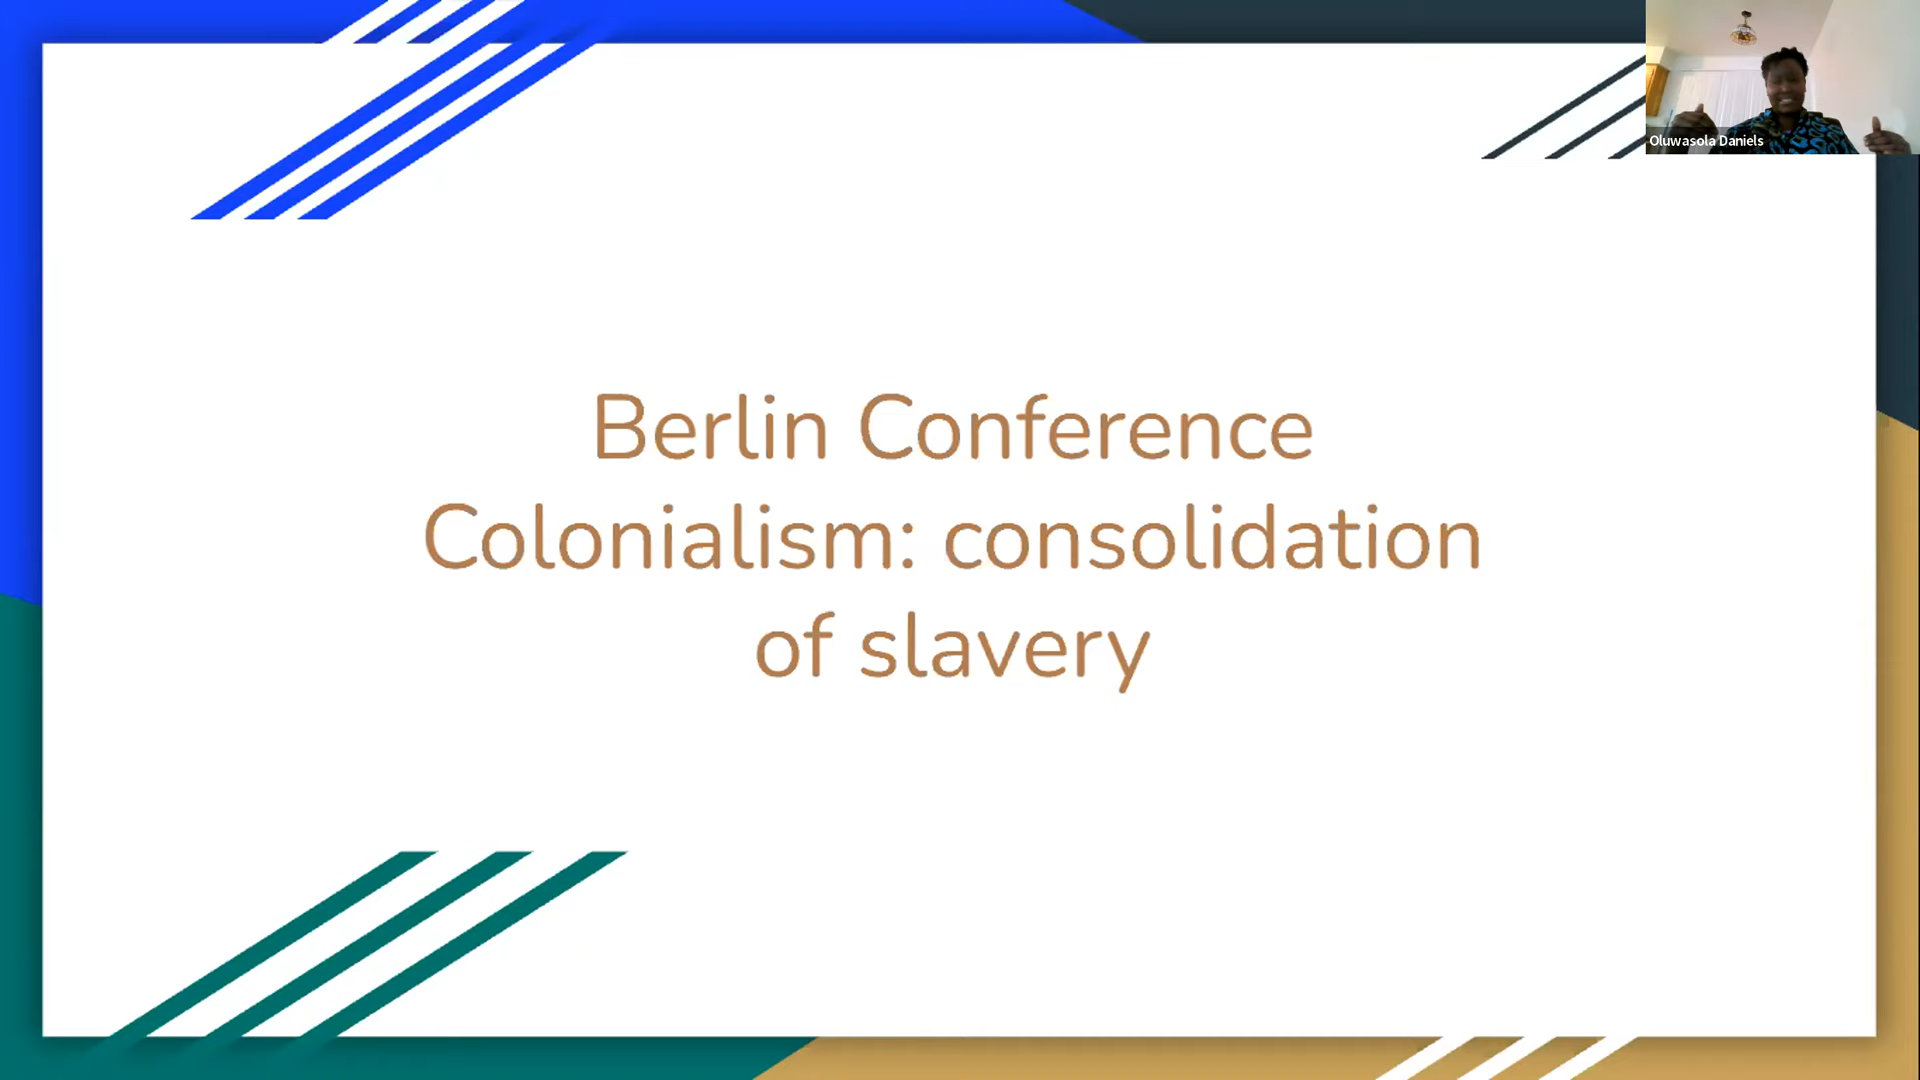 Oluwasola Daniels
Berlin Conference
Colonialism: consolidation
of slavery